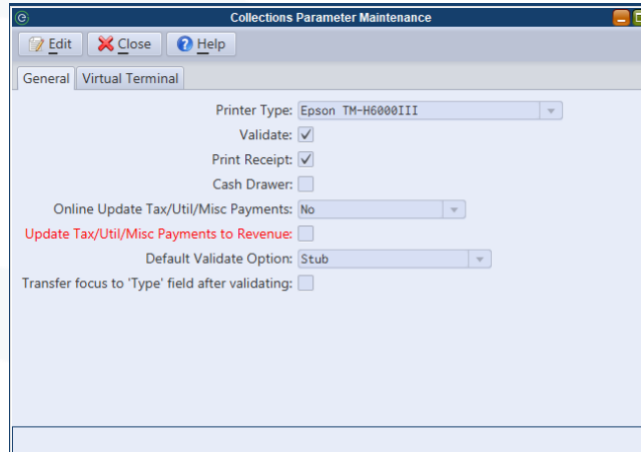 Collections Parameter Maintenance
Edit Close Help
General Virtual Terminal
Printer Type: Epson TM-H6000III
Validate:
Print Receipt:
Cash Drawer:
Online Update Tax/Util/Misc Payments: No
Update Tax/Util/Misc Payments to Revenue:
Default Validate Option: Stub
Transfer focus to 'Type' field after validating: